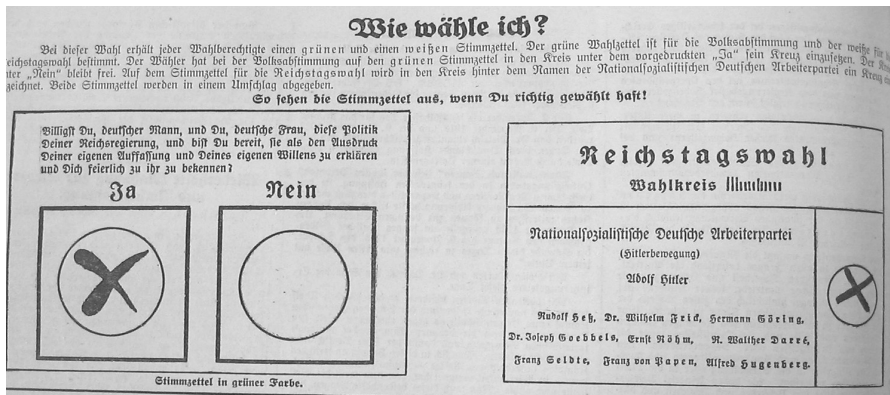 Wie wähle ich?
Bei dieser Wahl erhält jeder Wahlberechtigte einen grünen und einen weißen Stimmzettel. Der grüne Wahlzettel ist für die Volksabstimmung und der weiße für
eichstagswahl bestimmt. Der Wähler hat bei der Volksabstimmung auf den grünen Stimmzettel in den Kreis unter dem vorgedruckten „Ja“ sein Kreuz einzusetzen. Der Kreis
nter „Nein“ bleibt frei. Auf dem Stimmzettel für die Reichstagswahl wird in den Kreis hinter dem Namen der Nationalsozialistischen Deutschen Arbeiterpartei ein Kreuz
zeichnet. Beide Stimmzettel werden in einem Umschlag abgegeben.
So sehen die Stimmzettel aus, wenn Du richtig gewählt hast!
Billigst Du, deutscher Mann, und Du, deutsche Frau, diese Politik
Deiner Reichsregierung, und bist Du bereit, sie als den Ausdruck
Deiner eigenen Auffassung und Deines eigenen Willens zu erklären
und Dich feierlich zu ihr zu bekennen?
Ja Nein
Stimmzettel in grüner Farbe.
Reichstagswahl
Wahlkreis
Nationalsozialistische Deutsche Arbeiterpartei
(Hitlerbewegung)
Adolf Hitler
Rudolf Heß, Dr. Wilhelm Frick, Hermann Göring,
Dr. Joseph Goebbels, Ernst Röhm, R. Walther Darré,
Franz Seldte, Franz von Papen, Alfred Hugenberg.